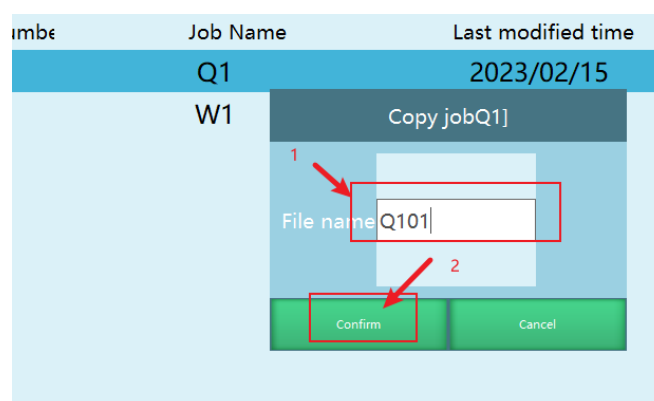 umbe Job Name Last modified time
Q1 2023/02/15
W1
Copy jobQ1]
1
File name Q101
2
Confirm Cancel